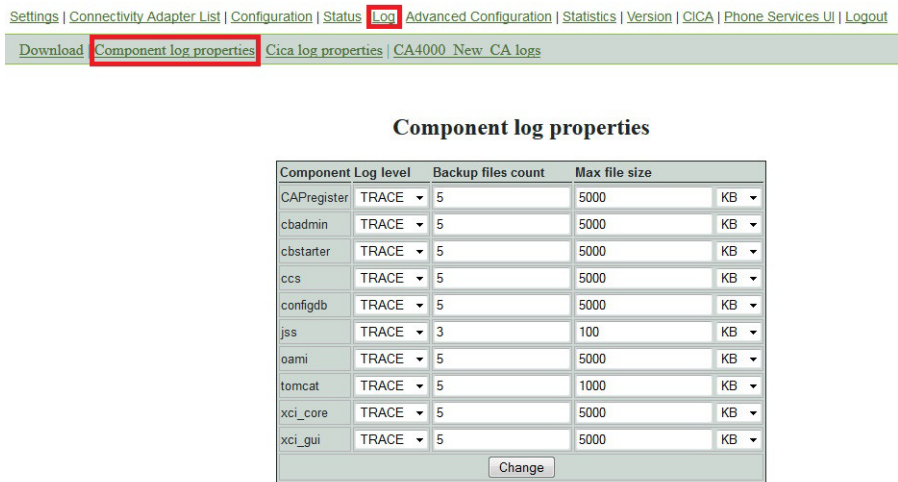 Settings | Connectivity Adapter List | Configuration | Status | Log | Advanced Configuration | Statistics | Version | CICA | Phone Services UI | Logout
Download | Component log properties | Cica log properties | CA4000_New_CA logs
Component log properties
Component Log level Backup files count Max file size
CAPregister TRACE 5 5000 KB
cbadmin TRACE 5 5000 KB
cbstarter TRACE 5 5000 KB
ccs TRACE 5 5000 KB
configdb TRACE 5 5000 KB
jss TRACE 3 100 KB
oami TRACE 5 5000 KB
tomcat TRACE 5 1000 KB
xci_core TRACE 5 5000 KB
xci_gui TRACE 5 5000 KB
Change